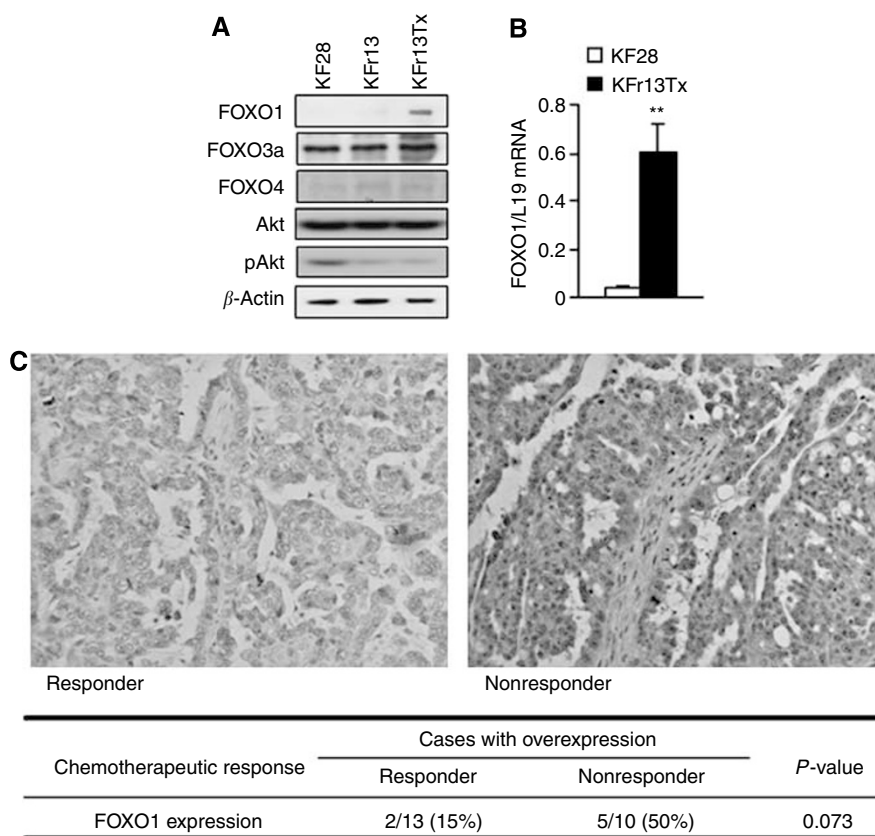 A
KF28
KFr13
KFr13Tx
FOXO1
FOXO3a
FOXO4
Akt
pAkt
β-Actin
B
KF28
KFr13Tx
**
FOXO1/L19 mRNA
0.8
0.6
0.4
0.2
0
C
Responder
Nonresponder
Cases with overexpression
Chemotherapeutic response
Responder
Nonresponder
P-value
FOXO1 expression
2/13 (15%)
5/10 (50%)
0.073